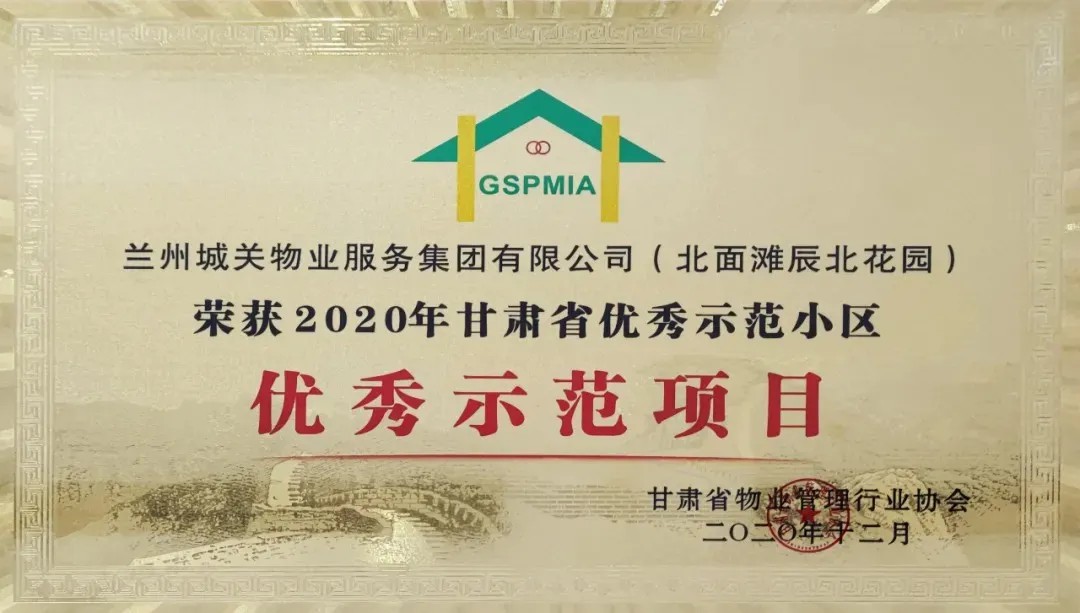 GSPMIA
兰州城关物业服务集团有限公司（北面滩辰北花园）
荣获2020年甘肃省优秀示范小区
优秀示范项目
甘肃省物业管理行业协会
二〇二〇年十二月